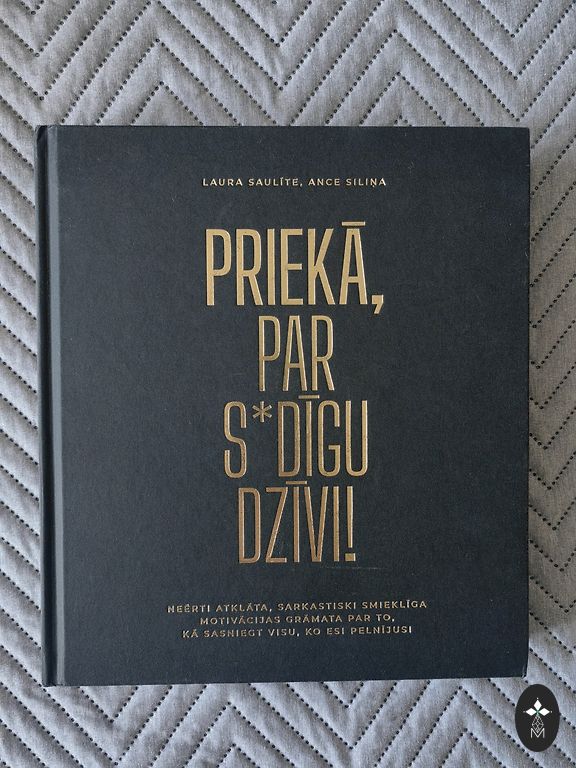 LAURA SAULĪTE, ANCE SILIŅA
PRIEKĀ,
PAR
S*DĪGU
DZĪVI!
NEĒRTI ATKLĀTA, SARKASTISKI SMIEKLĪGA
MOTIVĀCIJAS GRĀMATA PAR TO,
KĀ SASNIEGT VISU, KO ESI PELNĪJUSI